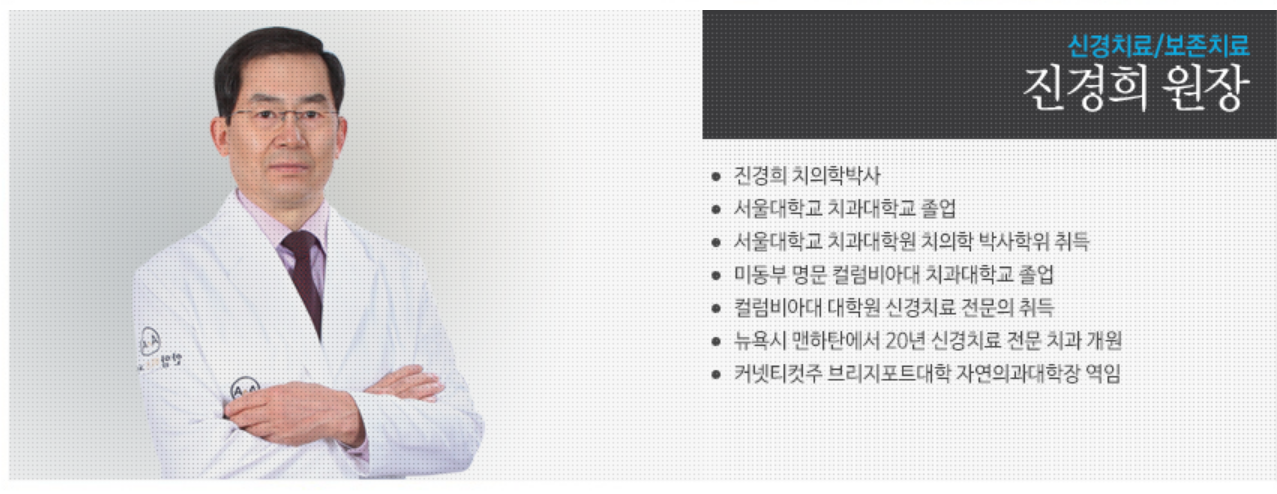 신경치료/보존치료
진경희 원장
진경희 치의학박사
서울대학교 치과대학교 졸업
서울대학교 치과대학원 치의학 박사학위 취득
미동부 명문 컬럼비아대 치과대학교 졸업
컬럼비아대 대학원 신경치료 전문의 취득
뉴욕시 맨하탄에서 20년 신경치료 전문 치과 개원
커넷티컷주 브리지포트대학 자연의과대학장 역임